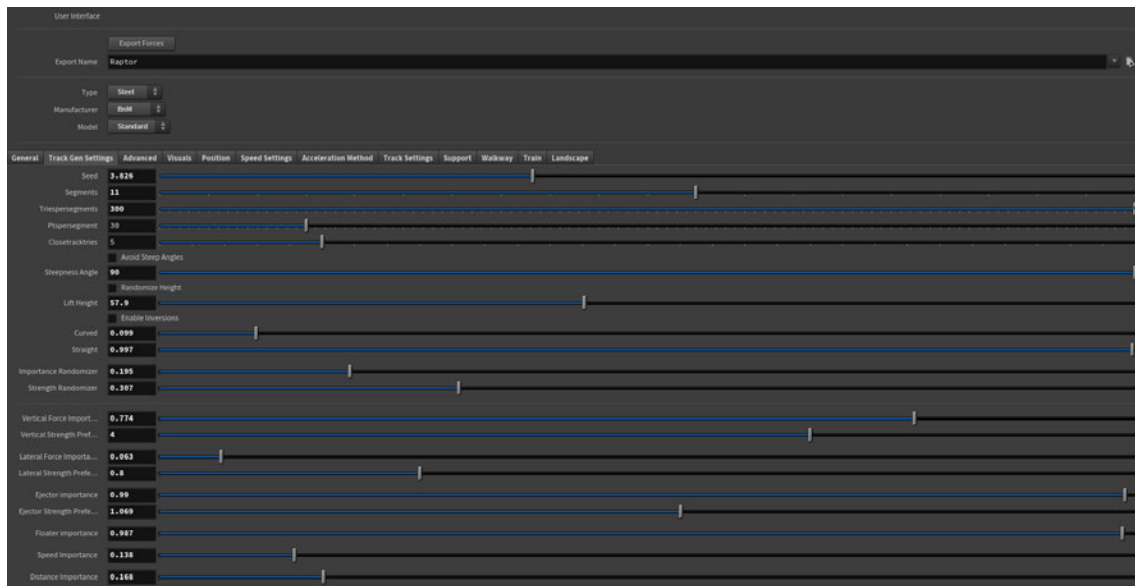 User Interface
Export Forces
Export Name Raptor
Type Steel
Manufacturer BnM
Model Standard
General Track Gen Settings Advanced Visuals Position Speed Settings Acceleration Method Track Settings Support Walkway Train Landscape
Seed 3.826
Segments 11
Triespersegments 300
Ptspersegment 30
Closetracktries 5
Avoid Steep Angles
Steepness Angle 90
Randomize Height
Lift Height 57.9
Enable Inversions
Curved 0.099
Straight 0.997
Importance Randomizer 0.195
Strength Randomizer 0.307
Vertical Force Import... 0.774
Vertical Strength Pref... 4
Lateral Force Importa... 0.063
Lateral Strength Prefe... 0.8
Ejector importance 0.99
Ejector Strength Prefe... 1.069
Floater importance 0.987
Speed Importance 0.138
Distance Importance 0.168